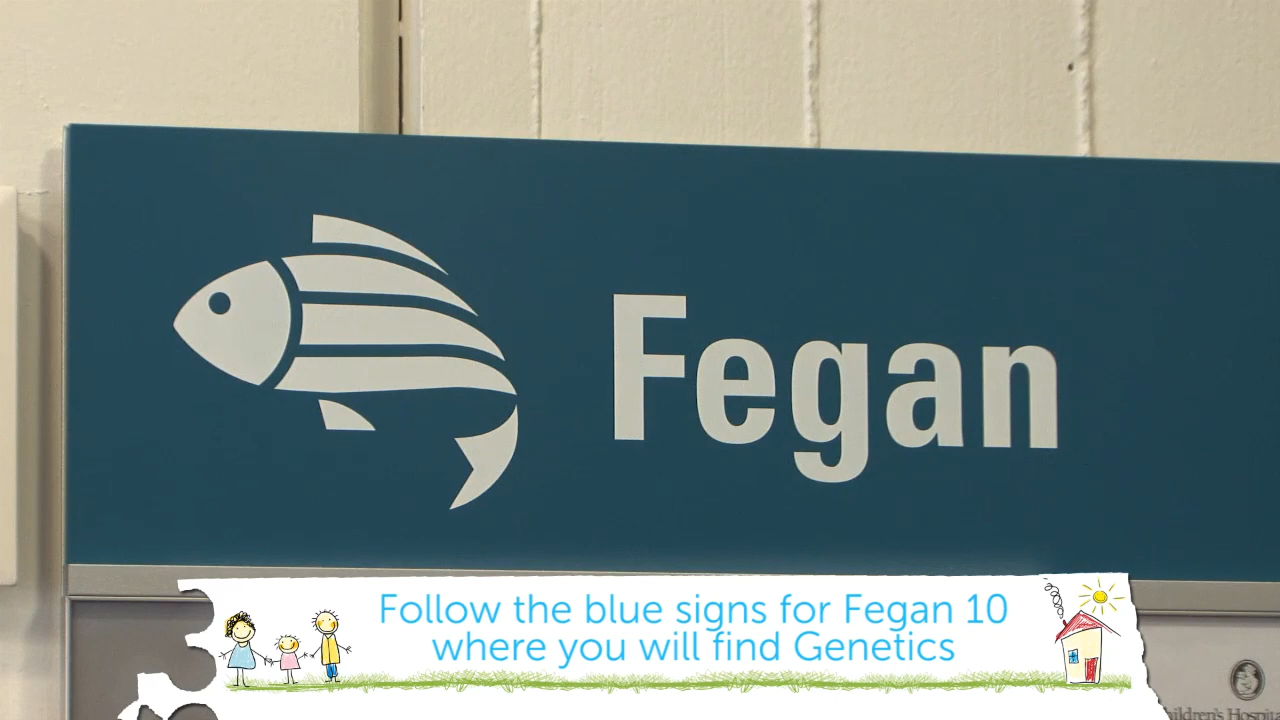 Fegan
Follow the blue signs for Fegan 10
where you will find Genetics